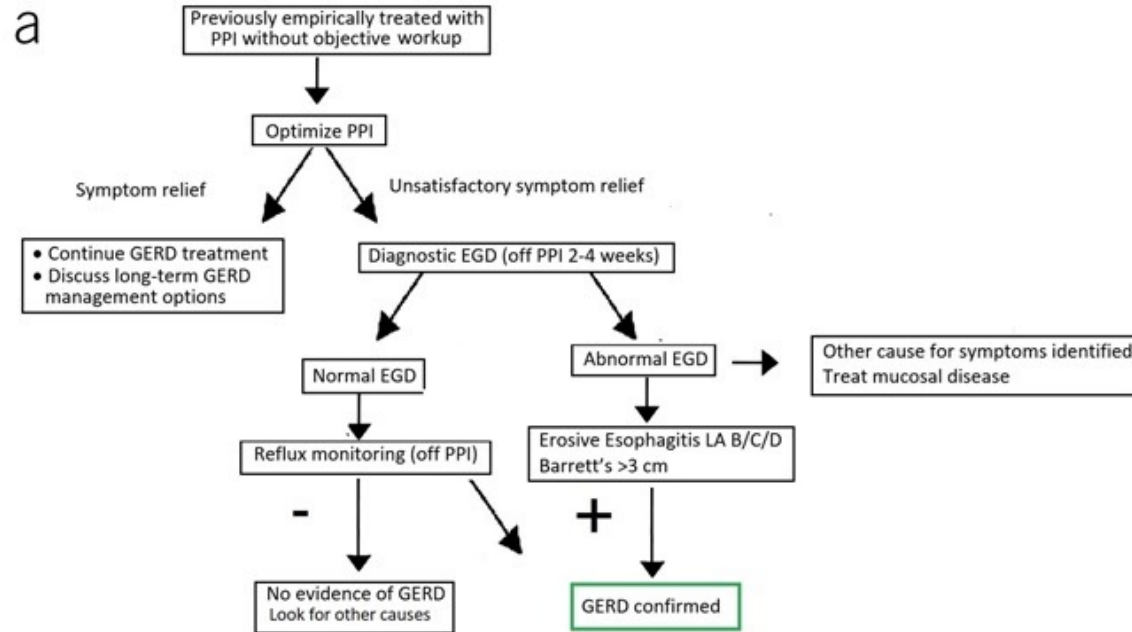 a
Previously empirically treated with
PPI without objective workup
Optimize PPI
Symptom relief
Unsatisfactory symptom relief
• Continue GERD treatment
• Discuss long-term GERD
management options
Diagnostic EGD (off PPI 2-4 weeks)
Normal EGD
Abnormal EGD
Other cause for symptoms identified
Treat mucosal disease
Reflux monitoring (off PPI)
Erosive Esophagitis LA B/C/D
Barrett's >3 cm
-
+
No evidence of GERD
Look for other causes
GERD confirmed